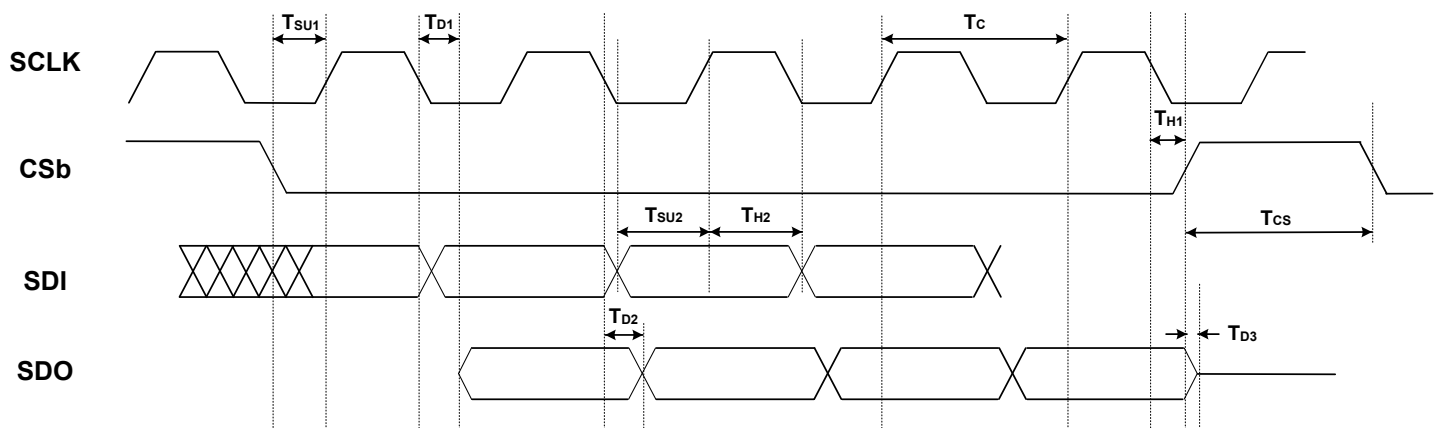 TSU1 TD1 TC
SCLK
TH1
CSb
TSU2 TH2 TCS
SDI
TD2 TD3
SDO